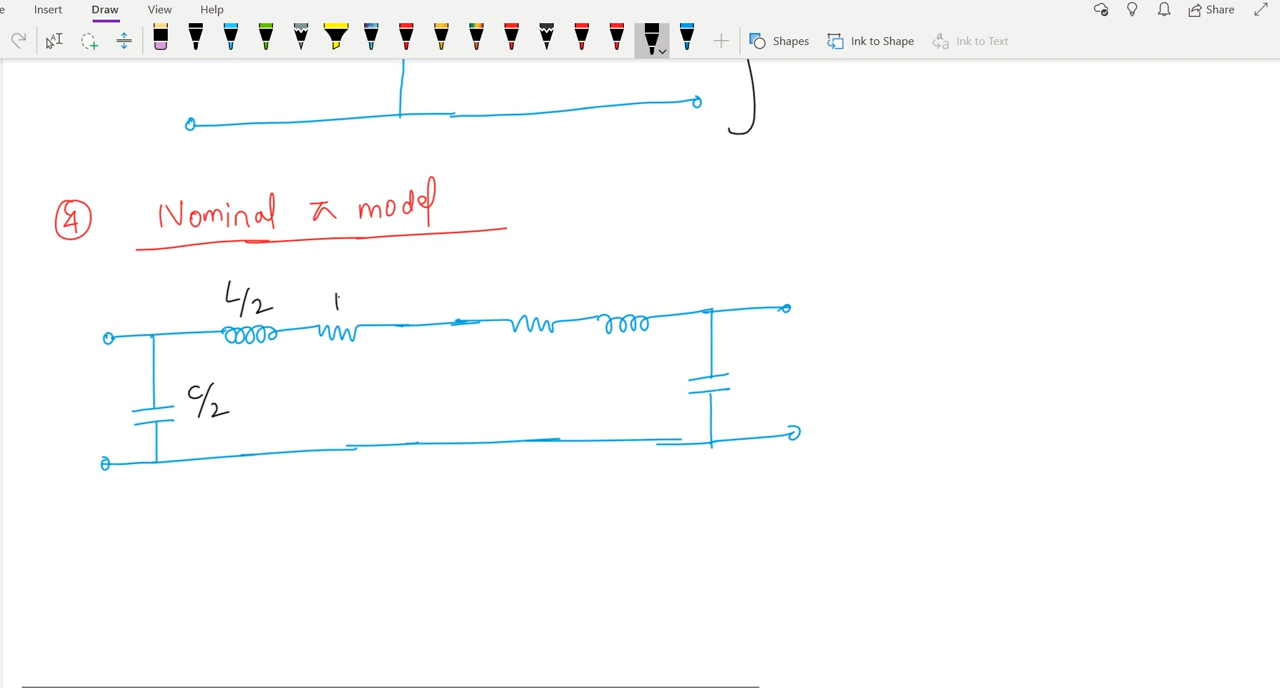 Insert Draw View Help
Share
Shapes Ink to Shape Ink to Text
4 Nominal π model
L/2
C/2